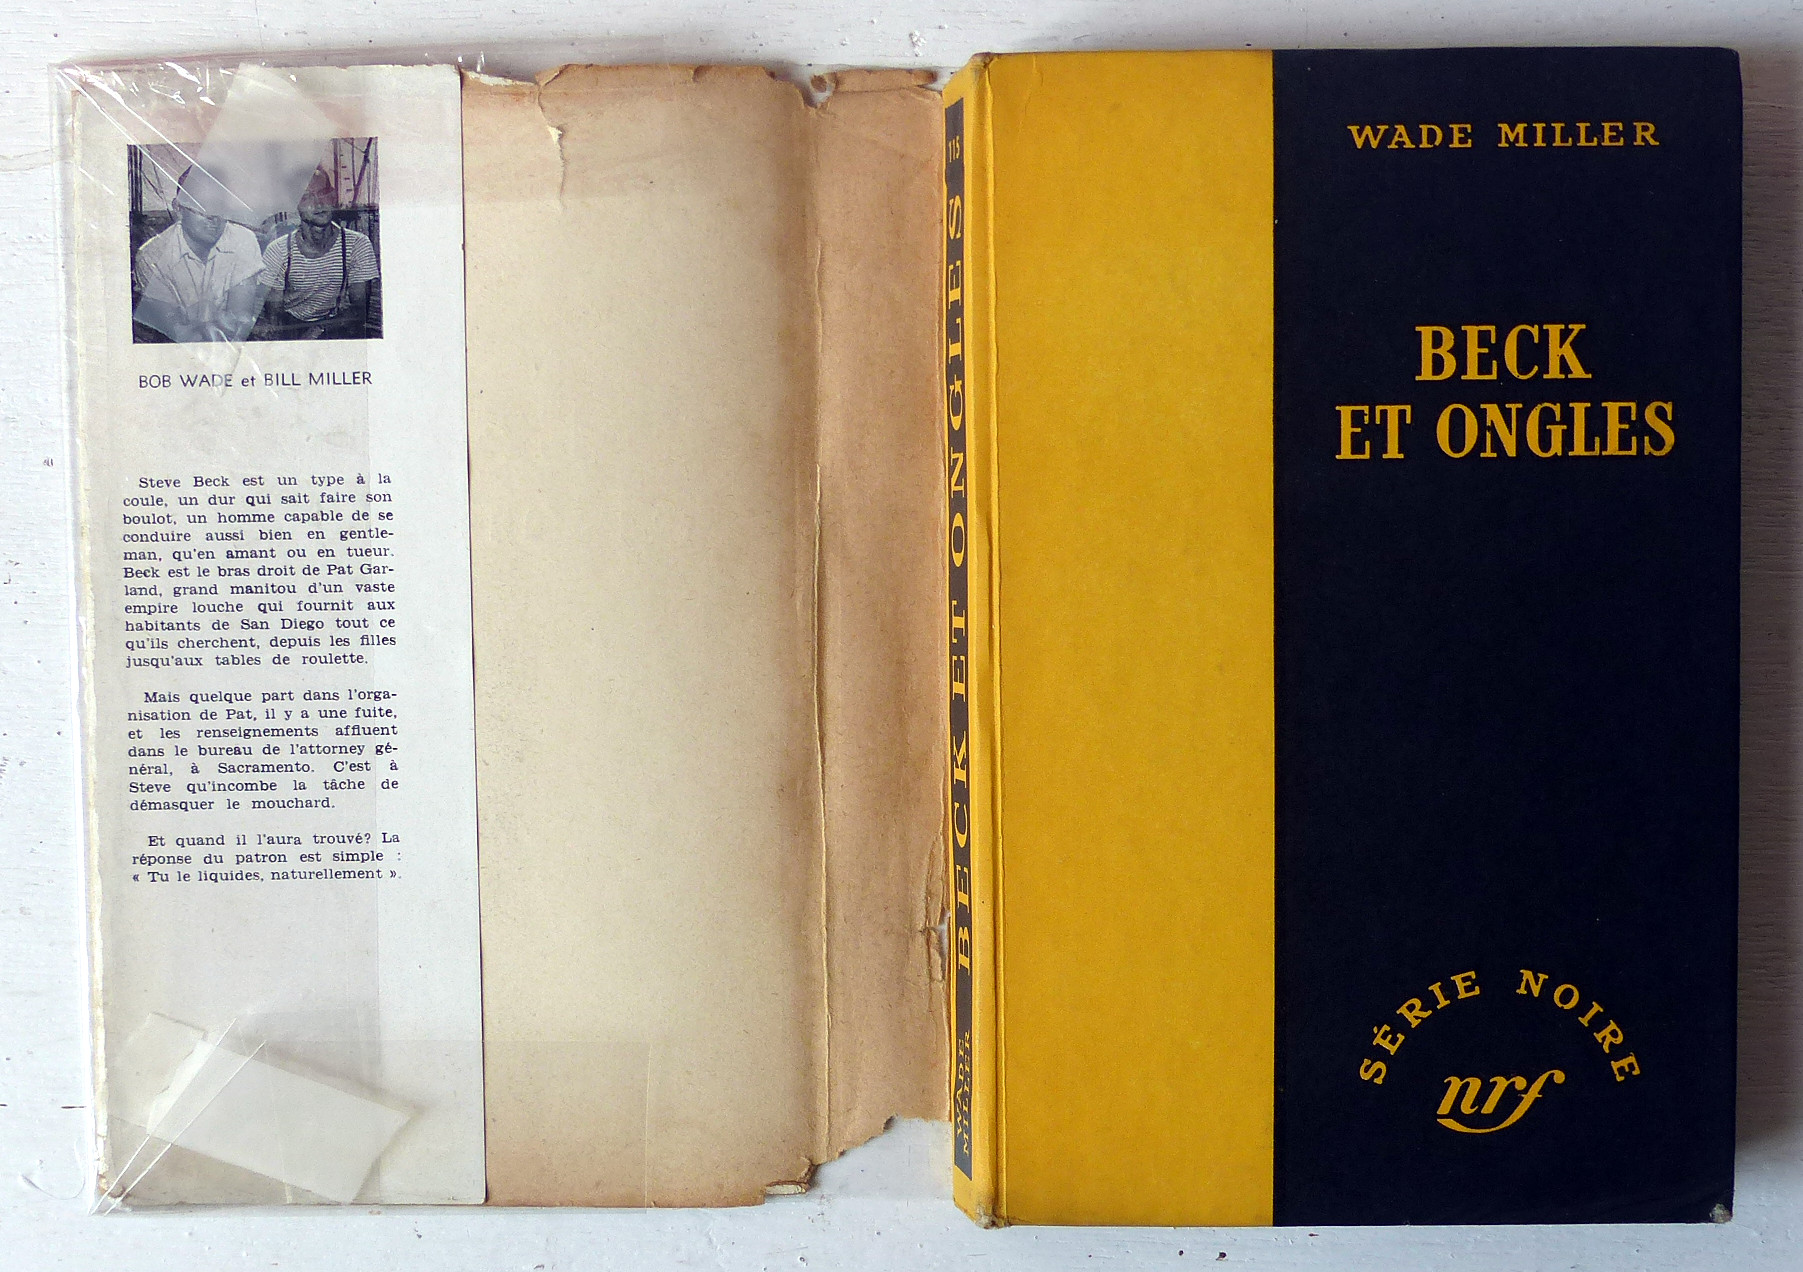 BOB WADE et BILL MILLER
Steve Beck est un type à la
coule, un dur qui sait faire son
boulot, un homme capable de se
conduire aussi bien en gentle-
man, qu'en amant ou en tueur.
Beck est le bras droit de Pat Gar-
land, grand manitou d'un vaste
empire louche qui fournit aux
habitants de San Diego tout ce
qu'ils cherchent, depuis les filles
jusqu'aux tables de roulette.
Mais quelque part dans l'orga-
nisation de Pat, il y a une fuite,
et les renseignements affluent
dans le bureau de l'attorney gé-
néral, à Sacramento. C'est à
Steve qu'incombe la tâche de
démasquer le mouchard.
Et quand il l'aura trouvé? La
réponse du patron est simple :
« Tu le liquides, naturellement ».
115
BECK ET ONGLES
WADE
MILLER
WADE MILLER
BECK
ET ONGLES
SÉRIE NOIRE
nrf